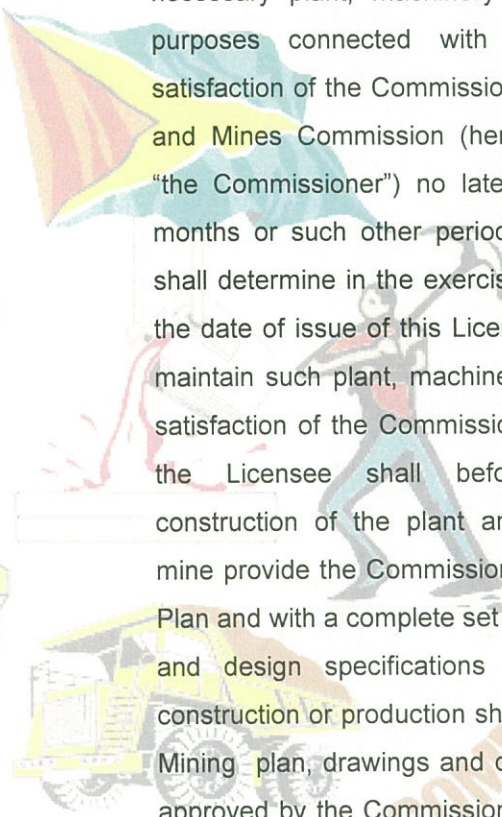 necessary plant, machinery
purposes connected with
satisfaction of the Commissio
and Mines Commission (her
“the Commissioner”) no late
months or such other period
shall determine in the exercis
the date of issue of this Licer
maintain such plant, machine
satisfaction of the Commissio
the Licensee shall befo
construction of the plant an
mine provide the Commission
Plan and with a complete set
and design specifications
construction or production sh
Mining plan, drawings and d
approved by the Commission